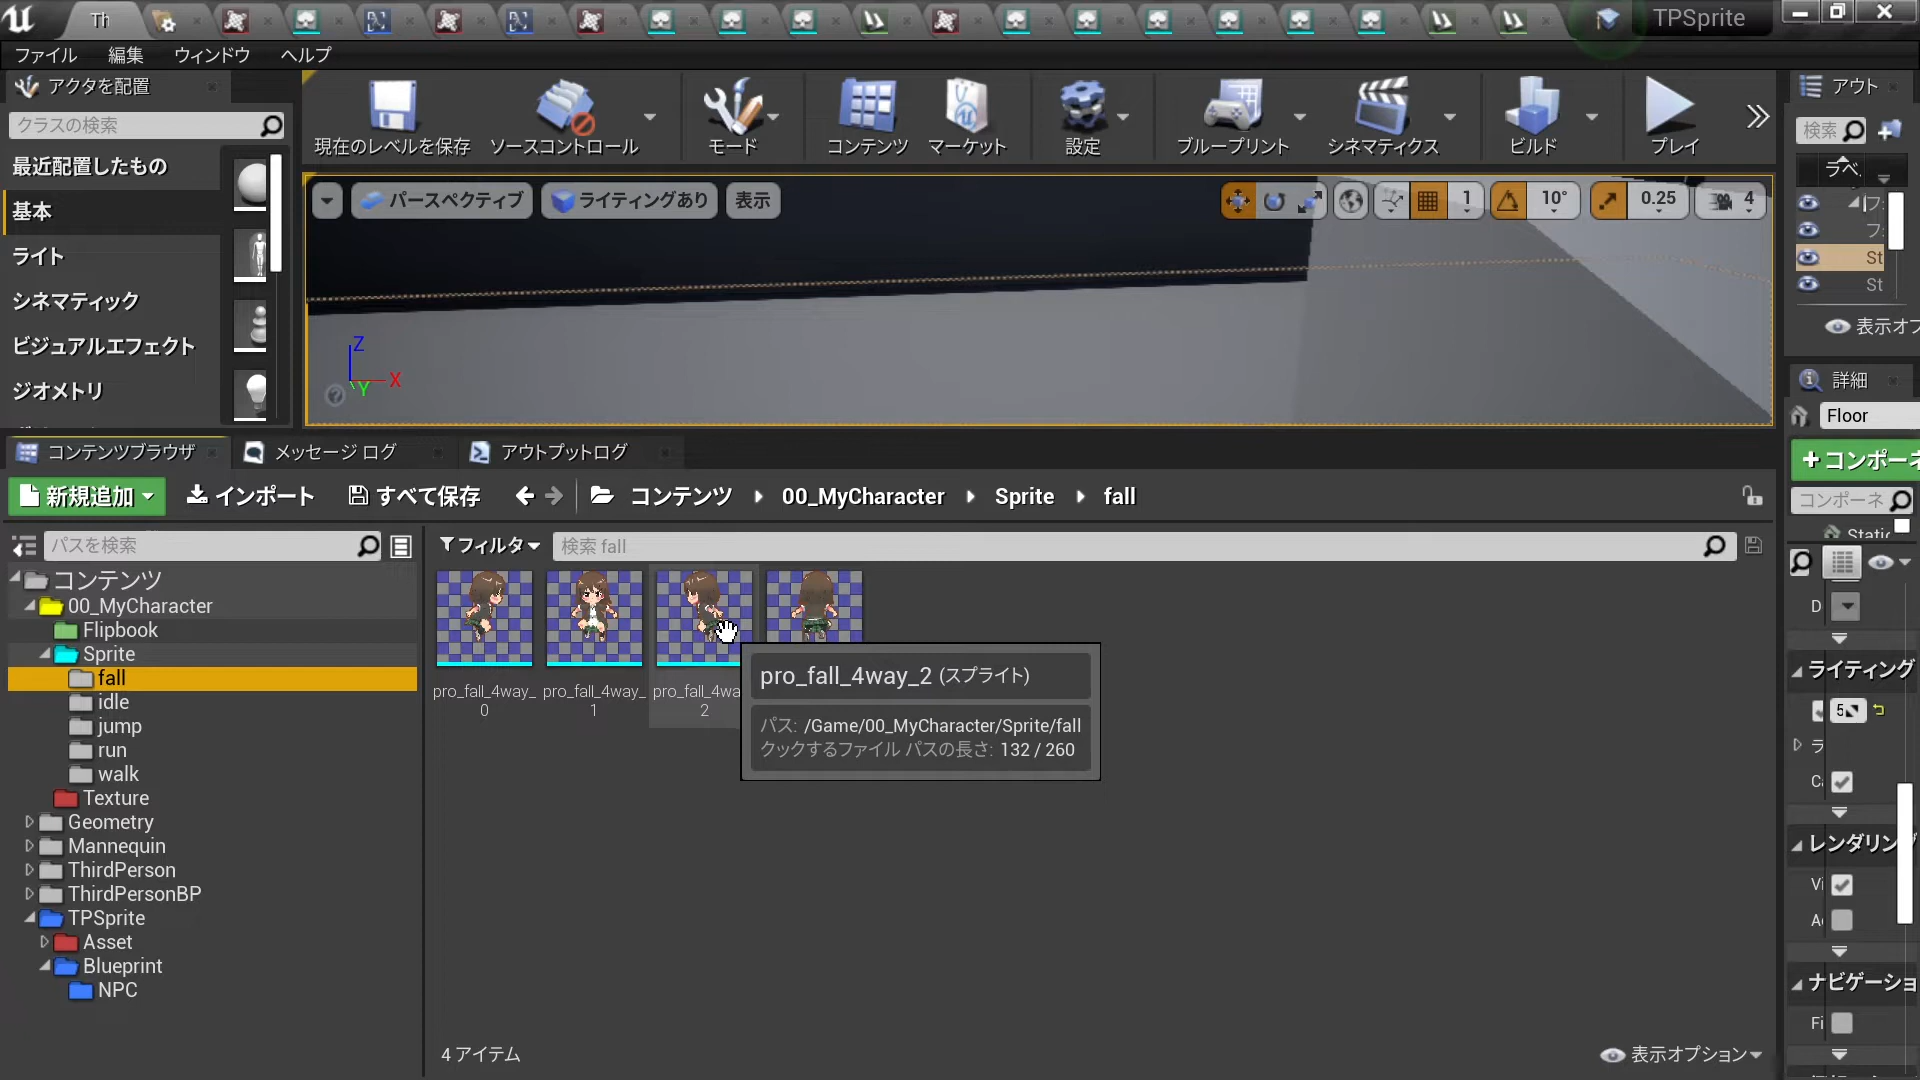 Th
TPSprite
ファイル 編集 ウィンドウ ヘルプ
アクタを配置
クラスの検索
最近配置したもの
基本
ライト
シネマティック
ビジュアルエフェクト
ジオメトリ
現在のレベルを保存 ソースコントロール モード コンテンツ マーケット 設定 ブループリント シネマティクス ビルド プレイ
パースペクティブ ライティングあり 表示
1 10° 0.25 4
Z
X
Y
アウト
検索
ラベ
フ
St
St
表示オフ
詳細
Floor
コンポーネ
コンポーネ
Static
D
ライティング
5
ラ
Ca
レンダリン
Vi
A
ナビゲーショ
Fi
コンテンツブラウザ メッセージ ログ アウトプットログ
新規追加 インポート すべて保存 コンテンツ 00_MyCharacter Sprite fall
パスを検索
フィルタ 検索 fall
コンテンツ
00_MyCharacter
Flipbook
Sprite
fall
idle
jump
run
walk
Texture
Geometry
Mannequin
ThirdPerson
ThirdPersonBP
TPSprite
Asset
Blueprint
NPC
pro_fall_4way_
0
pro_fall_4way_
1
pro_fall_4wa
2
pro_fall_4way_2 (スプライト)
パス: /Game/00_MyCharacter/Sprite/fall
クックするファイル パスの長さ: 132 / 260
4 アイテム
表示オプション